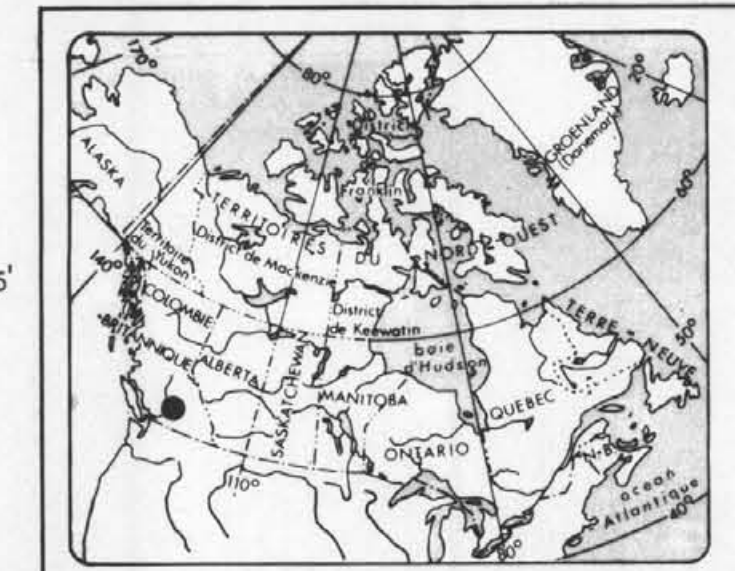 170°
80°
70°
District
ALASKA
GROENLAND
(Danemark)
Franklin
60°
TERRITOIRES DU NORD-OUEST
Territoire
du Yukon
District de Mackenzie
140°
COLOMBIE
BRITANNIQUE
District
de Keewatin
TERRE-NEUVE
50°
ALBERTA
baie
d'Hudson
SASKATCHEWAN
MANITOBA
QUEBEC
ONTARIO
N-B
110°
océan
Atlantique
40°
80°